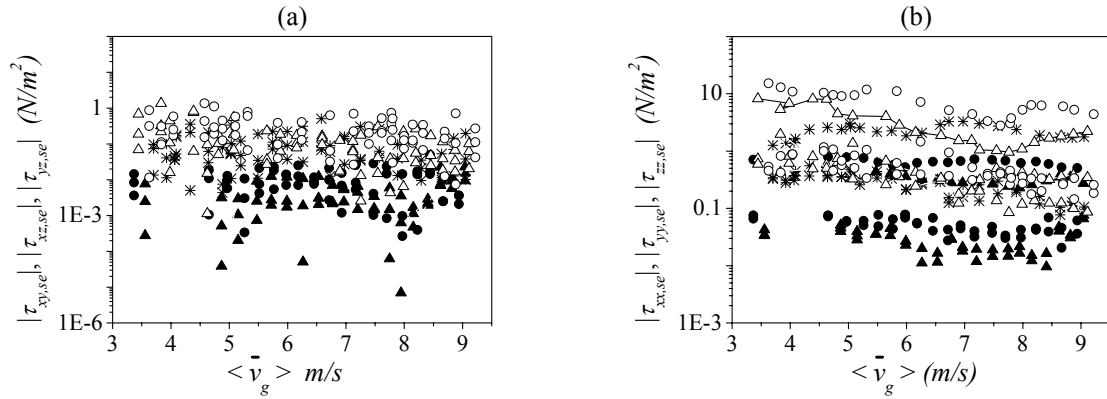 (a)
|τxy,se|, |τxz,se|, |τyz,se| (N/m²)
1
1E-3
1E-6
3 4 5 6 7 8 9
< v̄g > m/s
(b)
|τxx,se|, |τyy,se|, |τzz,se| (N/m²)
10
0.1
1E-3
3 4 5 6 7 8 9
< v̄g > (m/s)